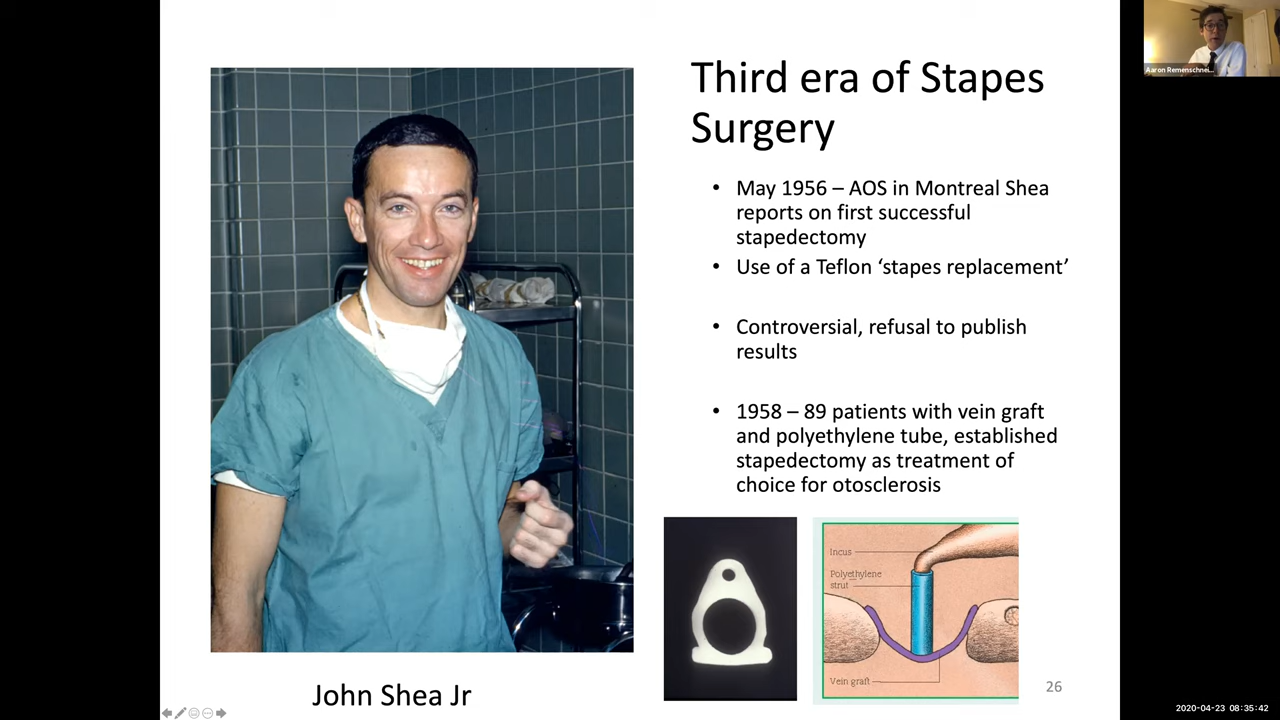 Aaron Remenschnei...
Third era of Stapes
Surgery
• May 1956 – AOS in Montreal Shea
reports on first successful
stapedectomy
• Use of a Teflon ‘stapes replacement’
• Controversial, refusal to publish
results
• 1958 – 89 patients with vein graft
and polyethylene tube, established
stapedectomy as treatment of
choice for otosclerosis
Incus
Polyethylene
strut
Vein graft
John Shea Jr
26
2020-04-23 08:35:42